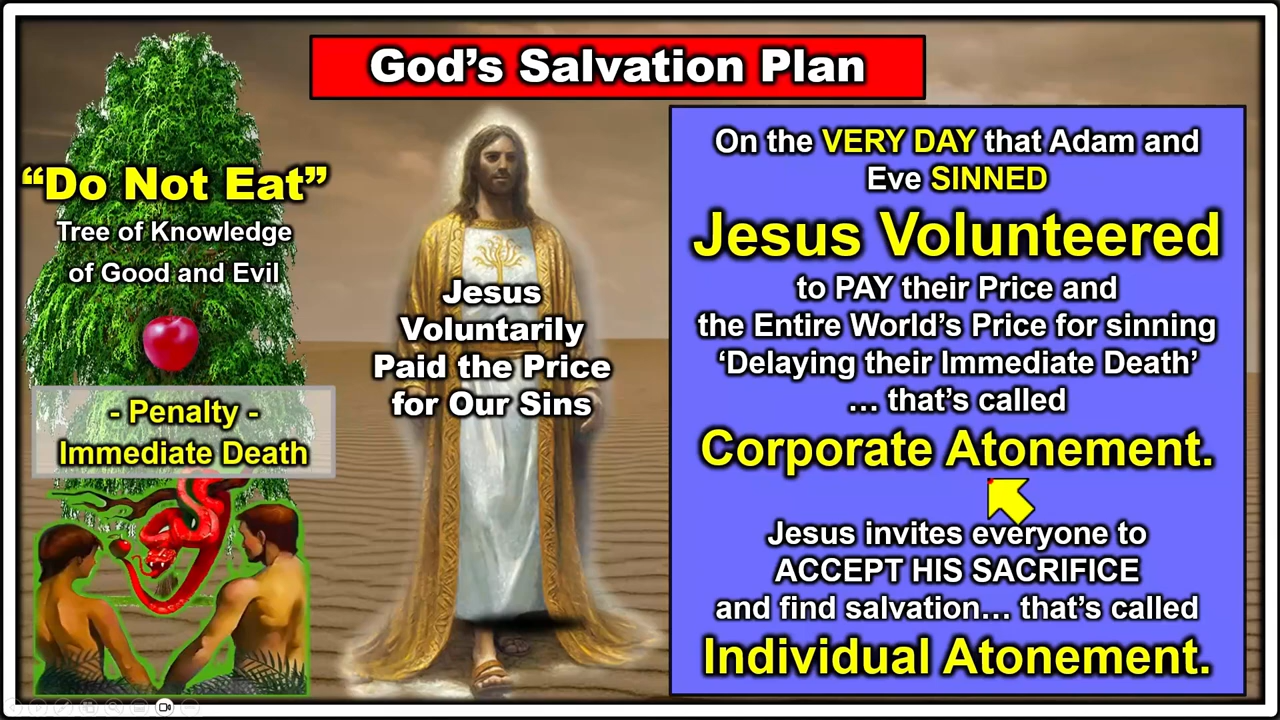 God's Salvation Plan
“Do Not Eat”
Tree of Knowledge
of Good and Evil
- Penalty -
Immediate Death
Jesus
Voluntarily
Paid the Price
for Our Sins
On the VERY DAY that Adam and
Eve SINNED
Jesus Volunteered
to PAY their Price and
the Entire World's Price for sinning
‘Delaying their Immediate Death’
... that's called
Corporate Atonement.
Jesus invites everyone to
ACCEPT HIS SACRIFICE
and find salvation... that's called
Individual Atonement.